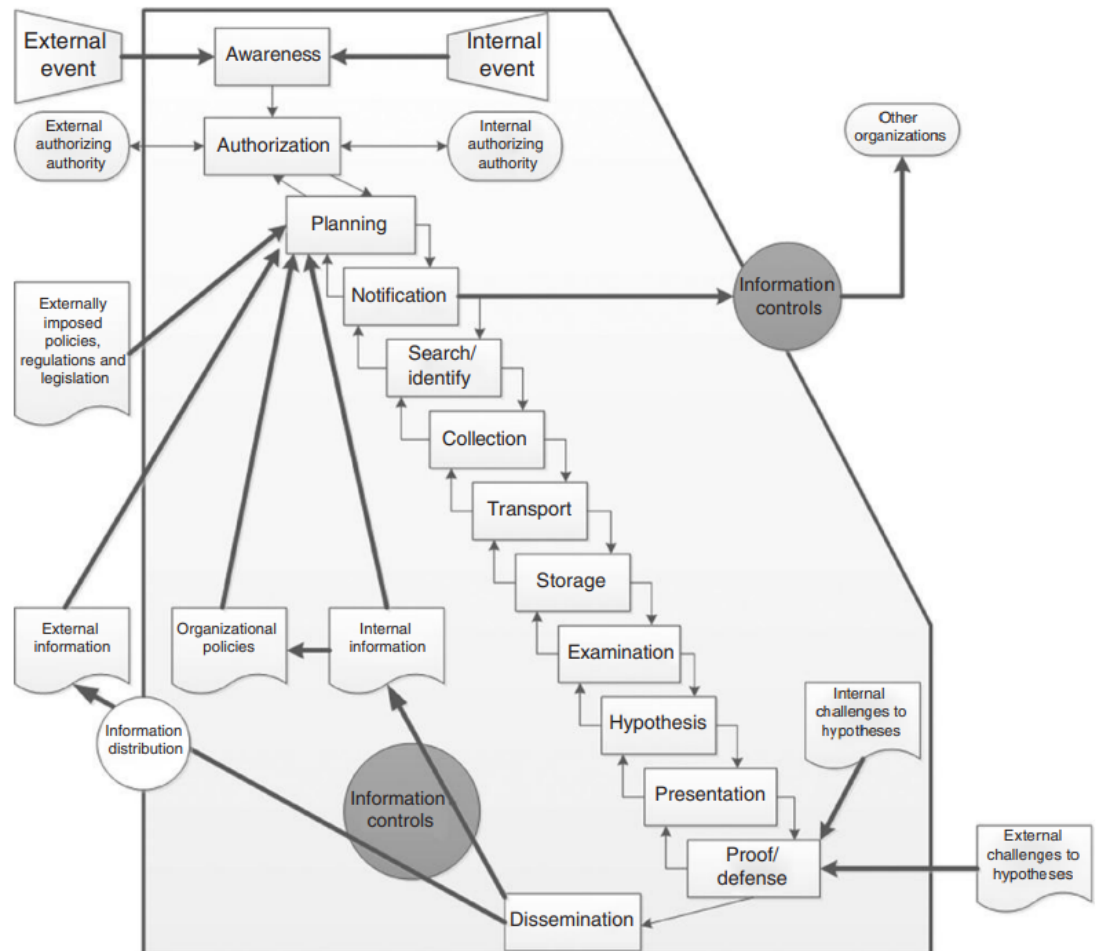 External
event
Awareness
Internal
event
External
authorizing
authority
Authorization
Internal
authorizing
authority
Other
organizations
Planning
Notification
Information
controls
Externally
imposed
policies,
regulations and
legislation
Search/
identify
Collection
Transport
Storage
External
information
Organizational
policies
Internal
information
Examination
Hypothesis
Internal
challenges to
hypotheses
Information
distribution
Information
controls
Presentation
Proof/
defense
External
challenges to
hypotheses
Dissemination